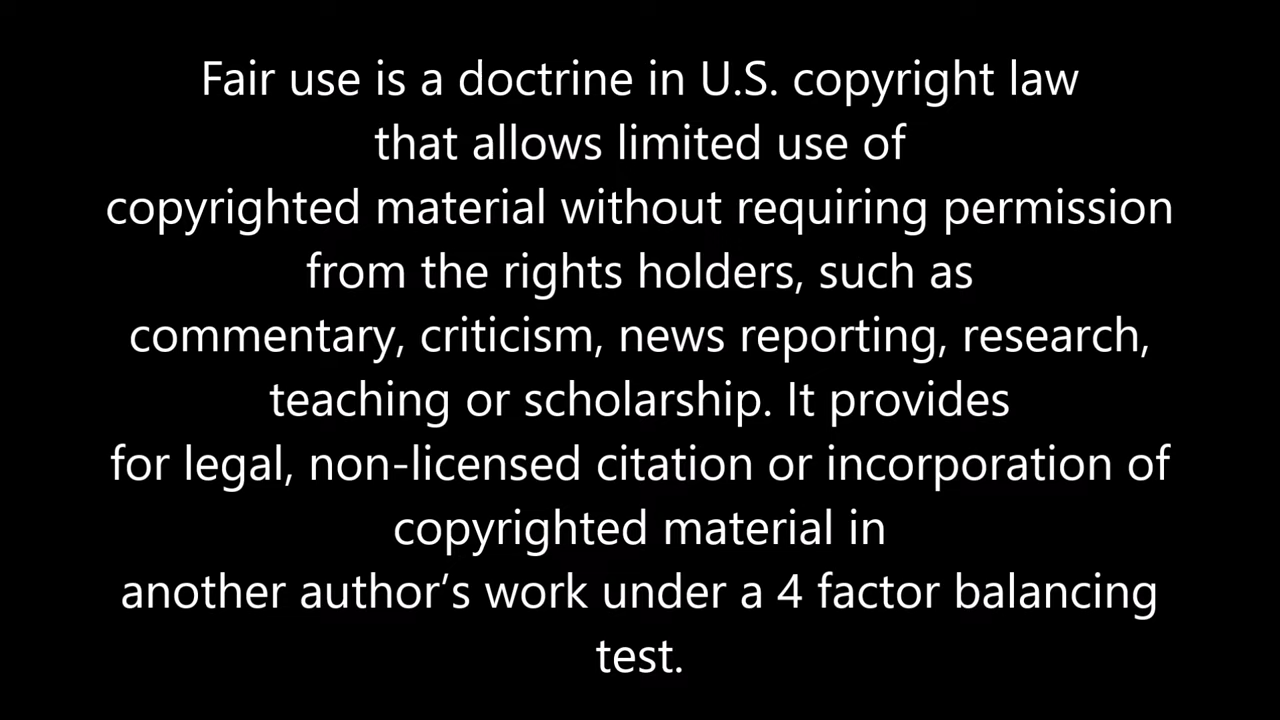 Fair use is a doctrine in U.S. copyright law
that allows limited use of
copyrighted material without requiring permission
from the rights holders, such as
commentary, criticism, news reporting, research,
teaching or scholarship. It provides
for legal, non-licensed citation or incorporation of
copyrighted material in
another author’s work under a 4 factor balancing
test.